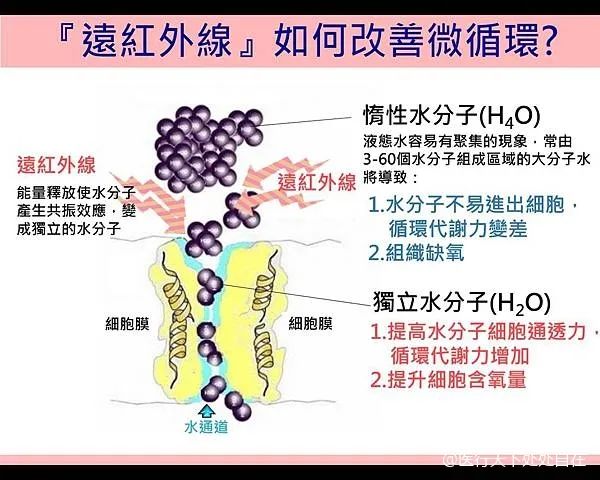 『遠紅外線』如何改善微循環?
惰性水分子(H₄O)
液態水容易有聚集的現象，常由
3-60個水分子組成區域的大分子水
將導致：
1.水分子不易進出細胞，
循環代謝力變差
2.組織缺氧
遠紅外線
能量釋放使水分子
產生共振效應，變
成獨立的水分子
遠紅外線
獨立水分子(H₂O)
1.提高水分子細胞通透力，
循環代謝力增加
2.提升細胞含氧量
細胞膜
細胞膜
水通道
@医行天下处处自在